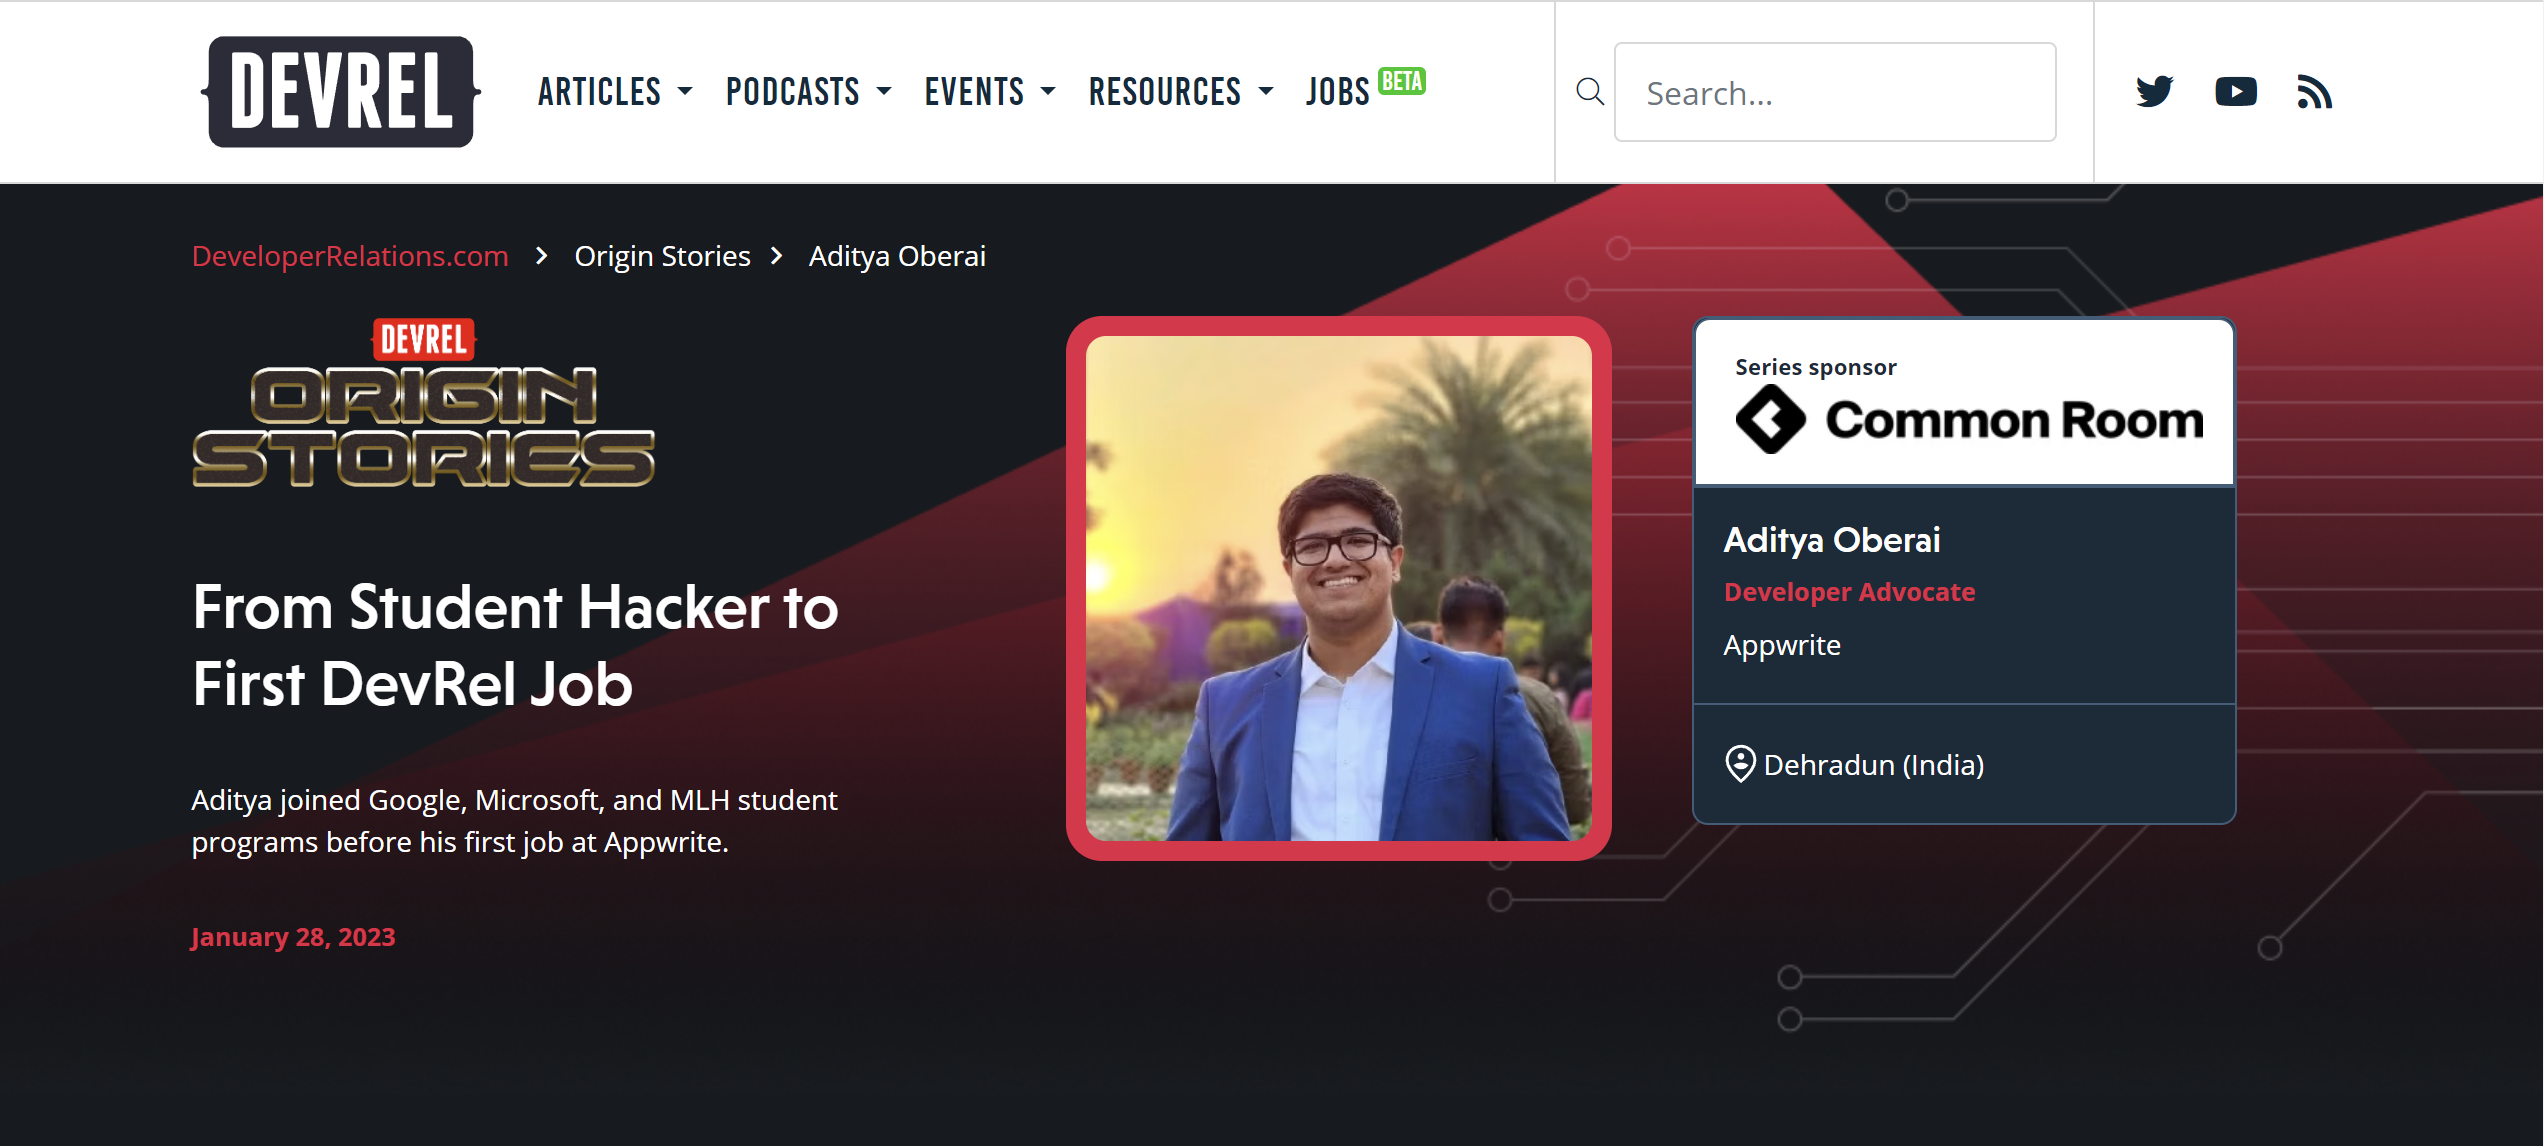 DEVREL
ARTICLES
PODCASTS
EVENTS
RESOURCES
JOBS BETA
Search...
DeveloperRelations.com
Origin Stories
Aditya Oberai
DEVREL
ORIGIN
STORIES
From Student Hacker to
First DevRel Job
Aditya joined Google, Microsoft, and MLH student
programs before his first job at Appwrite.
January 28, 2023
Series sponsor
Common Room
Aditya Oberai
Developer Advocate
Appwrite
Dehradun (India)